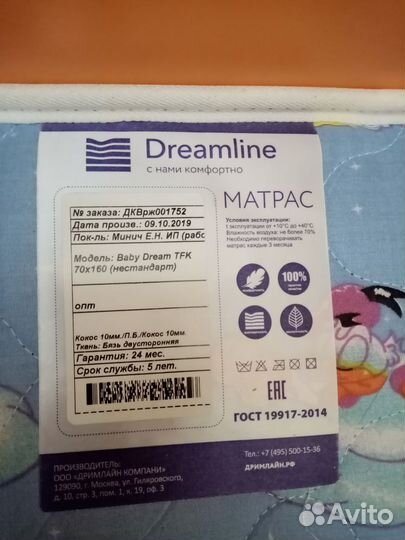 Dreamline
с нами комфортно
МАТРАС
Условия эксплуатации:
t эксплуатации: от +10°С до +40°С
Влажность воздуха: не более 70%
Необходимо переворачивать
матрас каждые 3 месяца
№ заказа: ДКВрж001752
Дата произв.: 09.10.2019
Пок-ль: Минич Е.Н. ИП (рабо
Модель: Baby Dream TFK
70x160 (нестандарт)
опт
Кокос 10мм./П.Б./Кокос 10мм.
Ткань: Бязь двусторонняя
Гарантия: 24 мес.
Срок службы: 5 лет.
100%
EAC
ГОСТ 19917-2014
ПРОИЗВОДИТЕЛЬ:
ООО «ДРИМЛАЙН КОМПАНИ»
129090, г. Москва, ул. Гиляровского,
д. 10, стр. 3, пом. 1, к. 19, оф. 3
Тел.: +7 (495) 500-15-36
ДРИМЛАЙН.РФ
Avito